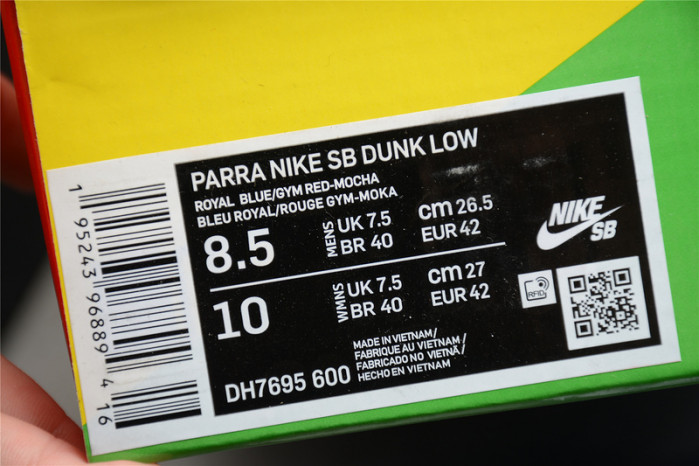 PARRA NIKE SB DUNK LOW
ROYAL BLUE/GYM RED-MOCHA
BLEU ROYAL/ROUGE GYM-MOKA
8.5 MENS UK 7.5 cm 26.5
BR 40 EUR 42
10 WMNS UK 7.5 cm 27
BR 40 EUR 42
NIKE
SB
RFID
MADE IN VIETNAM/
FABRIQUE AU VIETNAM/
FABRICADO NO VIETNÃ/
HECHO EN VIETNAM
DH7695 600
1 95243 96889 4 16